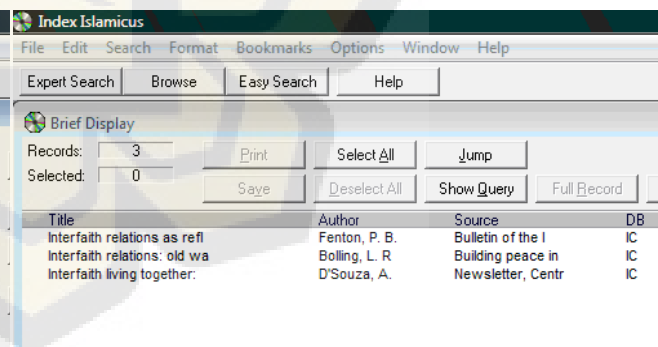 Index Islamicus
File Edit Search Format Bookmarks Options Window Help
Expert Search Browse Easy Search Help
Brief Display
Records: 3 Print Select All Jump
Selected: 0 Save Deselect All Show Query Full Record
Title Author Source DB
Interfaith relations as refl Fenton, P. B. Bulletin of the I IC
Interfaith relations: old wa Bolling, L. R Building peace in IC
Interfaith living together: D'Souza, A. Newsletter, Centr IC